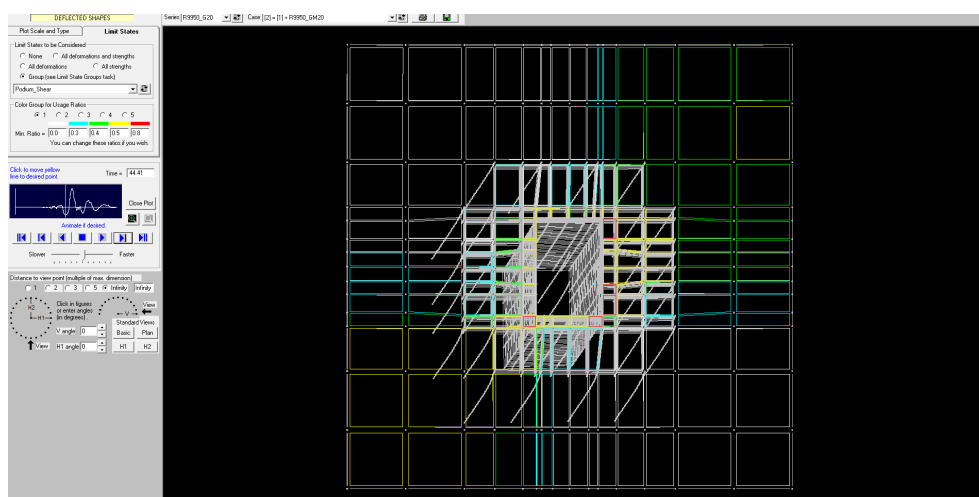 DEFLECTED SHAPES
Series R9950_G20 Case [2] = [1] + R9950_GM20
Plot Scale and Type Limit States
Limit States to be Considered
None All deformations and strengths
All deformations All strengths
Group (see Limit State Groups task)
Podium_Shear
Color Group for Usage Ratios
1 2 3 4 5
Min. Ratio = 0.0 0.3 0.4 0.5 0.8
You can change these ratios if you wish.
Click to move yellow
line to desired point.
Time = 44.41
Close Plot
Animate if desired.
Slower Faster
Distance to view point (multiple of max. dimension)
1 2 3 5 Infinity Infinity
Click in figures
or enter angles
(in degrees).
H2
H1
V
View
Standard Views
V angle 0 Basic Plan
View H1 angle 0 H1 H2